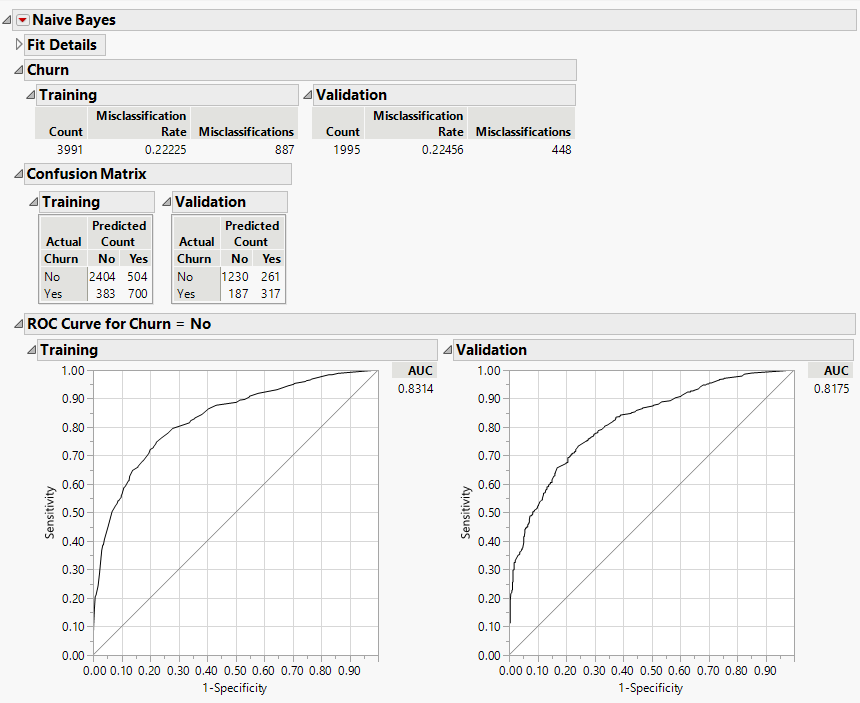 Naive Bayes
Fit Details
Churn
Training
Count Misclassification Rate Misclassifications
3991 0.22225 887
Validation
Count Misclassification Rate Misclassifications
1995 0.22456 448
Confusion Matrix
Training
Actual Predicted Count
Churn No Yes
No 2404 504
Yes 383 700
Validation
Actual Predicted Count
Churn No Yes
No 1230 261
Yes 187 317
ROC Curve for Churn = No
Training
AUC
0.8314
1.00
0.90
0.80
0.70
0.60
0.50
0.40
0.30
0.20
0.10
0.00
Sensitivity
0.00 0.10 0.20 0.30 0.40 0.50 0.60 0.70 0.80 0.90
1-Specificity
Validation
AUC
0.8175
1.00
0.90
0.80
0.70
0.60
0.50
0.40
0.30
0.20
0.10
0.00
Sensitivity
0.00 0.10 0.20 0.30 0.40 0.50 0.60 0.70 0.80 0.90
1-Specificity